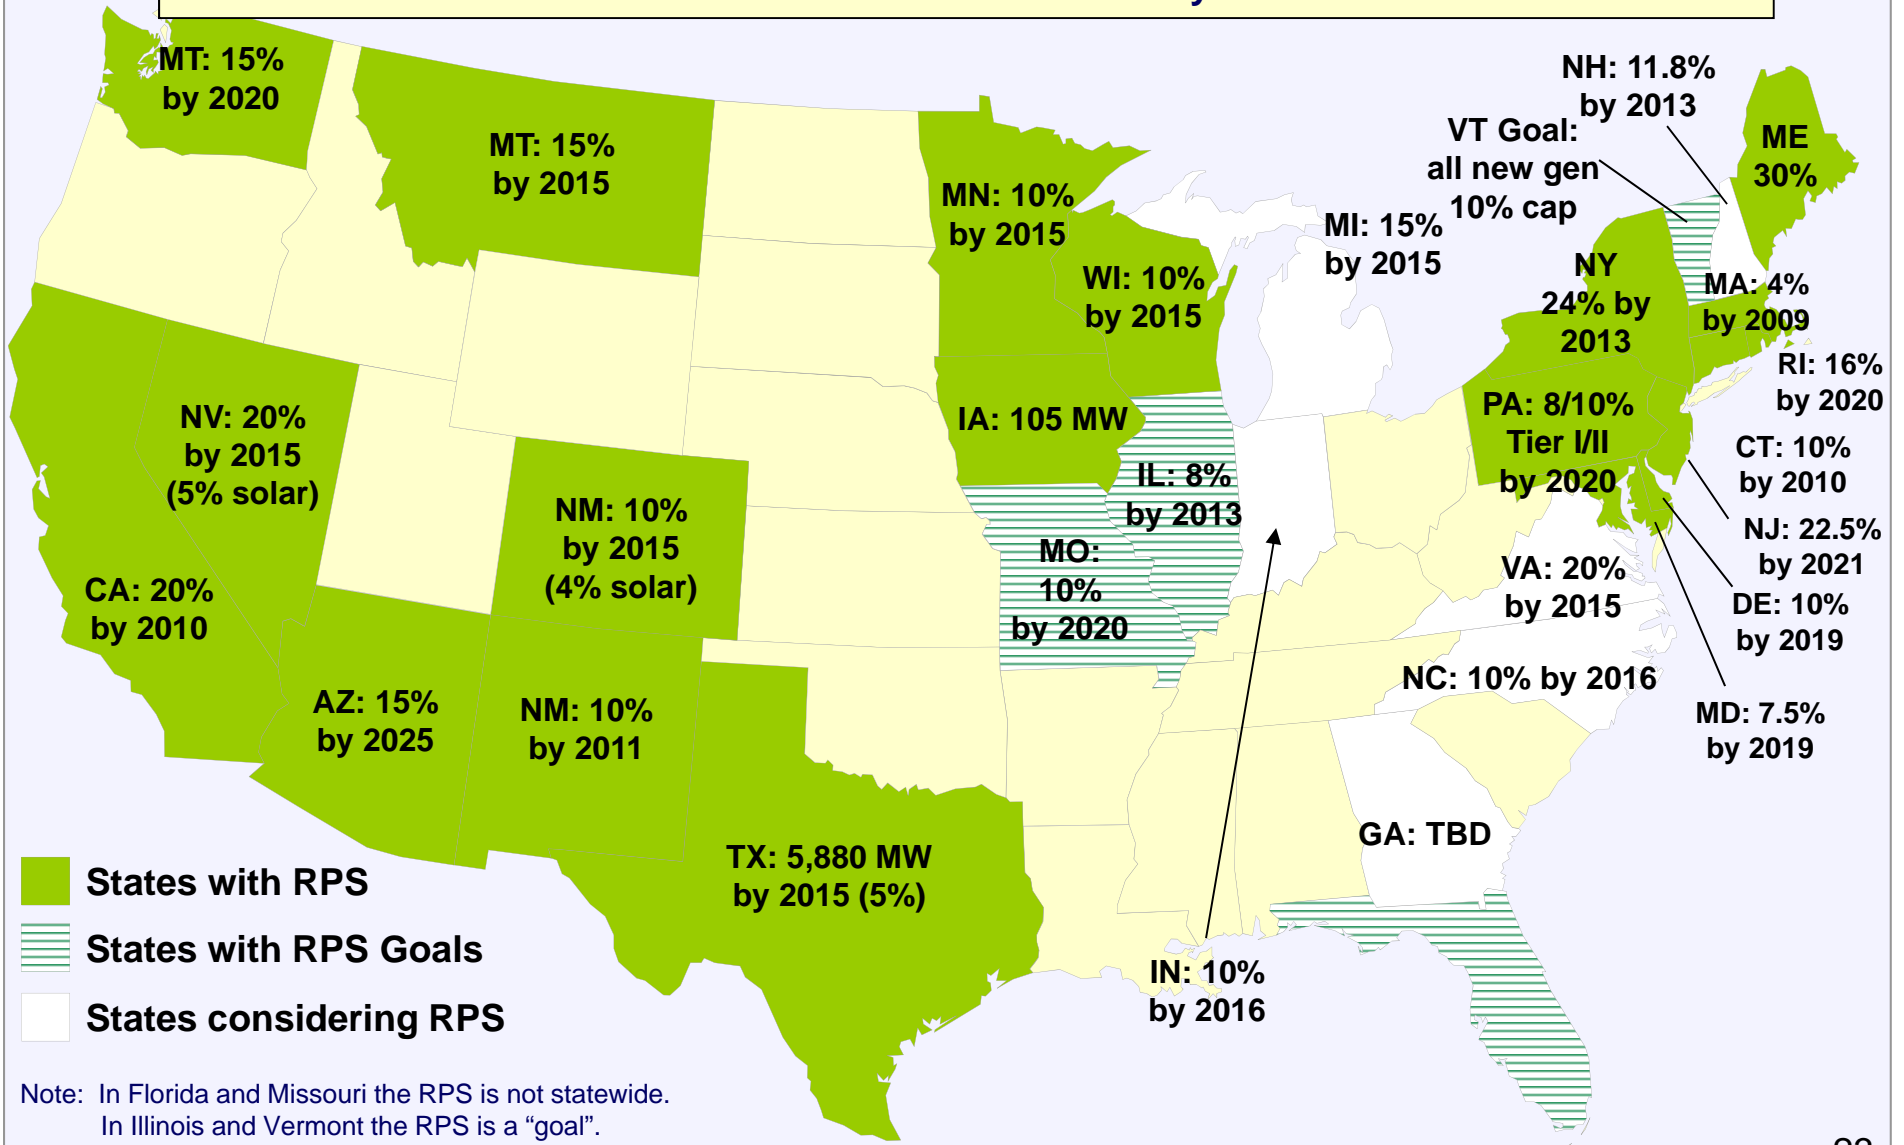 MT: 15%
by 2020
MT: 15%
by 2015
MN: 10%
by 2015
WI: 10%
by 2015
MI: 15%
by 2015
NH: 11.8%
by 2013
VT Goal:
all new gen
10% cap
ME
30%
NY
24% by
2013
MA: 4%
by 2009
RI: 16%
by 2020
CT: 10%
by 2010
NJ: 22.5%
by 2021
DE: 10%
by 2019
MD: 7.5%
by 2019
PA: 8/10%
Tier I/II
by 2020
NV: 20%
by 2015
(5% solar)
CA: 20%
by 2010
NM: 10%
by 2015
(4% solar)
IA: 105 MW
IL: 8%
by 2013
MO:
10%
by 2020
VA: 20%
by 2015
NC: 10% by 2016
AZ: 15%
by 2025
NM: 10%
by 2011
TX: 5,880 MW
by 2015 (5%)
GA: TBD
IN: 10%
by 2016
States with RPS
States with RPS Goals
States considering RPS
Note: In Florida and Missouri the RPS is not statewide.
In Illinois and Vermont the RPS is a “goal”.